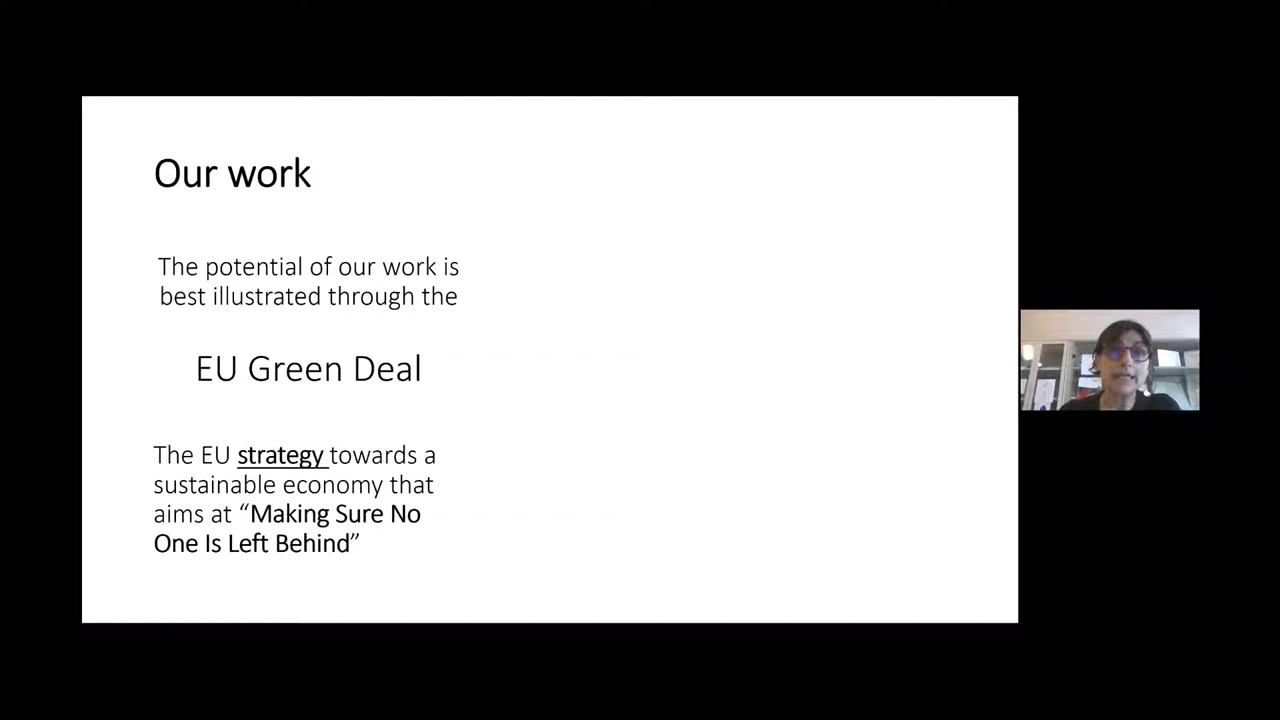 Our work
The potential of our work is
best illustrated through the
EU Green Deal
The EU strategy towards a
sustainable economy that
aims at “Making Sure No
One Is Left Behind”